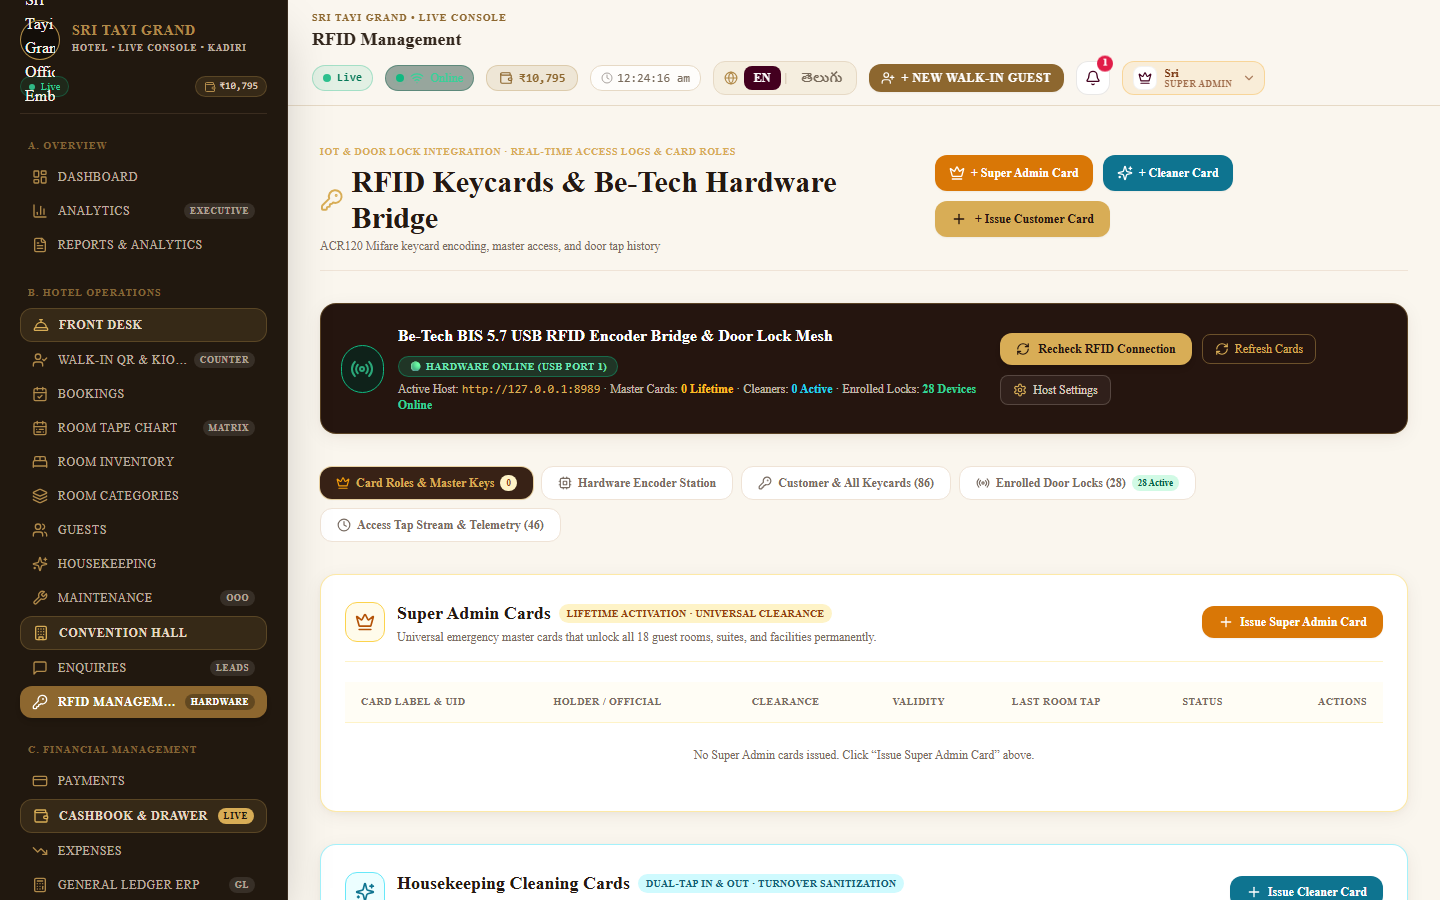 Sri
Tayi
SRI TAYI GRAND
HOTEL • LIVE CONSOLE • KADIRI
Live
₹10,795
A. OVERVIEW
DASHBOARD
ANALYTICS EXECUTIVE
REPORTS & ANALYTICS
B. HOTEL OPERATIONS
FRONT DESK
WALK-IN QR & KIO... COUNTER
BOOKINGS
ROOM TAPE CHART MATRIX
ROOM INVENTORY
ROOM CATEGORIES
GUESTS
HOUSEKEEPING
MAINTENANCE OOO
CONVENTION HALL
ENQUIRIES LEADS
RFID MANAGEM... HARDWARE
C. FINANCIAL MANAGEMENT
PAYMENTS
CASHBOOK & DRAWER LIVE
EXPENSES
GENERAL LEDGER ERP GL
SRI TAYI GRAND • LIVE CONSOLE
RFID Management
Live ₹10,795 12:24:16 am EN | తెలుగు + NEW WALK-IN GUEST 1 Sri
SUPER ADMIN
IOT & DOOR LOCK INTEGRATION · REAL-TIME ACCESS LOGS & CARD ROLES
RFID Keycards & Be-Tech Hardware
Bridge
ACR120 Mifare keycard encoding, master access, and door tap history
+ Super Admin Card + Cleaner Card
+ Issue Customer Card
Be-Tech BIS 5.7 USB RFID Encoder Bridge & Door Lock Mesh
HARDWARE ONLINE (USB PORT 1)
Active Host: http://127.0.0.1:8989 · Master Cards: 0 Lifetime · Cleaners: 0 Active · Enrolled Locks: 28 Devices
Online
Recheck RFID Connection Refresh Cards
Host Settings
Card Roles & Master Keys 0 Hardware Encoder Station Customer & All Keycards (86) Enrolled Door Locks (28) 28 Active
Access Tap Stream & Telemetry (46)
Super Admin Cards LIFETIME ACTIVATION · UNIVERSAL CLEARANCE
Universal emergency master cards that unlock all 18 guest rooms, suites, and facilities permanently.
Issue Super Admin Card
CARD LABEL & UID HOLDER / OFFICIAL CLEARANCE VALIDITY LAST ROOM TAP STATUS ACTIONS
No Super Admin cards issued. Click “Issue Super Admin Card” above.
Housekeeping Cleaning Cards DUAL-TAP IN & OUT · TURNOVER SANITIZATION
Issue Cleaner Card